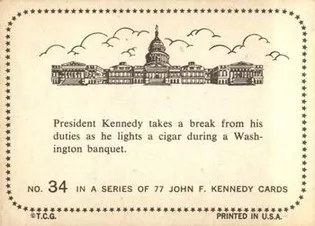 President Kennedy takes a break from his
duties as he lights a cigar during a Wash-
ington banquet.
NO. 34 IN A SERIES OF 77 JOHN F. KENNEDY CARDS
©T.C.G. PRINTED IN U.S.A.